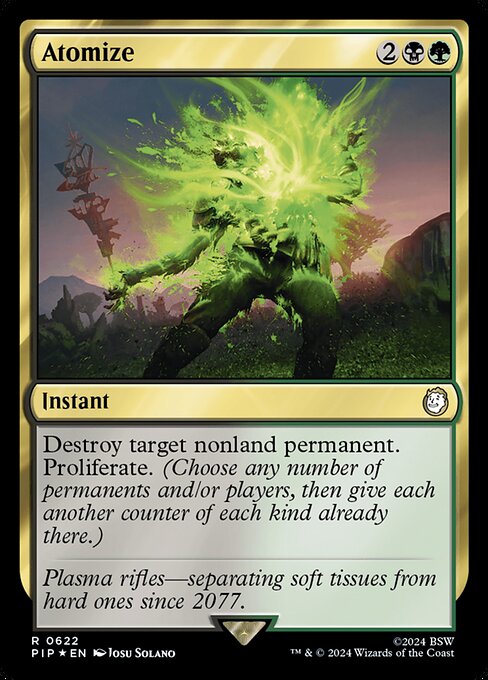 Atomize 2
Instant
Destroy target nonland permanent.
Proliferate. (Choose any number of
permanents and/or players, then give each
another counter of each kind already
there.)
Plasma rifles—separating soft tissues from
hard ones since 2077.
R 0622
PIP ★ EN Josu Solano
©2024 BSW
™ & © 2024 Wizards of the Coast